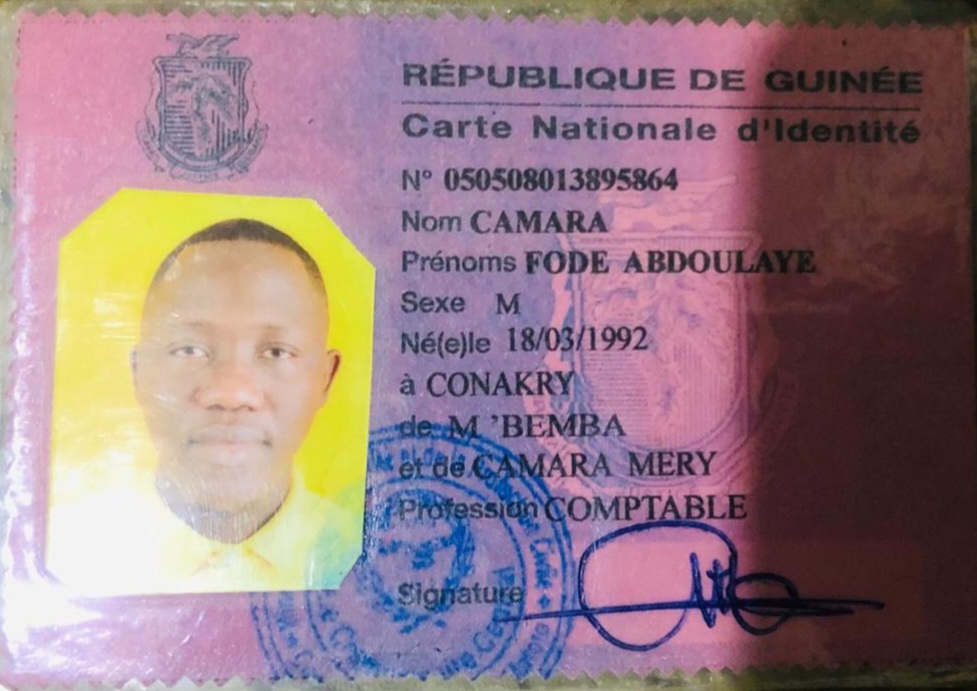 RÉPUBLIQUE DE GUINÉE
Carte Nationale d'Identité
N° 050508013895864
Nom CAMARA
Prénoms FODE ABDOULAYE
Sexe M
Né(e)le 18/03/1992
à CONAKRY
de M 'BEMBA
et de CAMARA MERY
Profession COMPTABLE
Signature